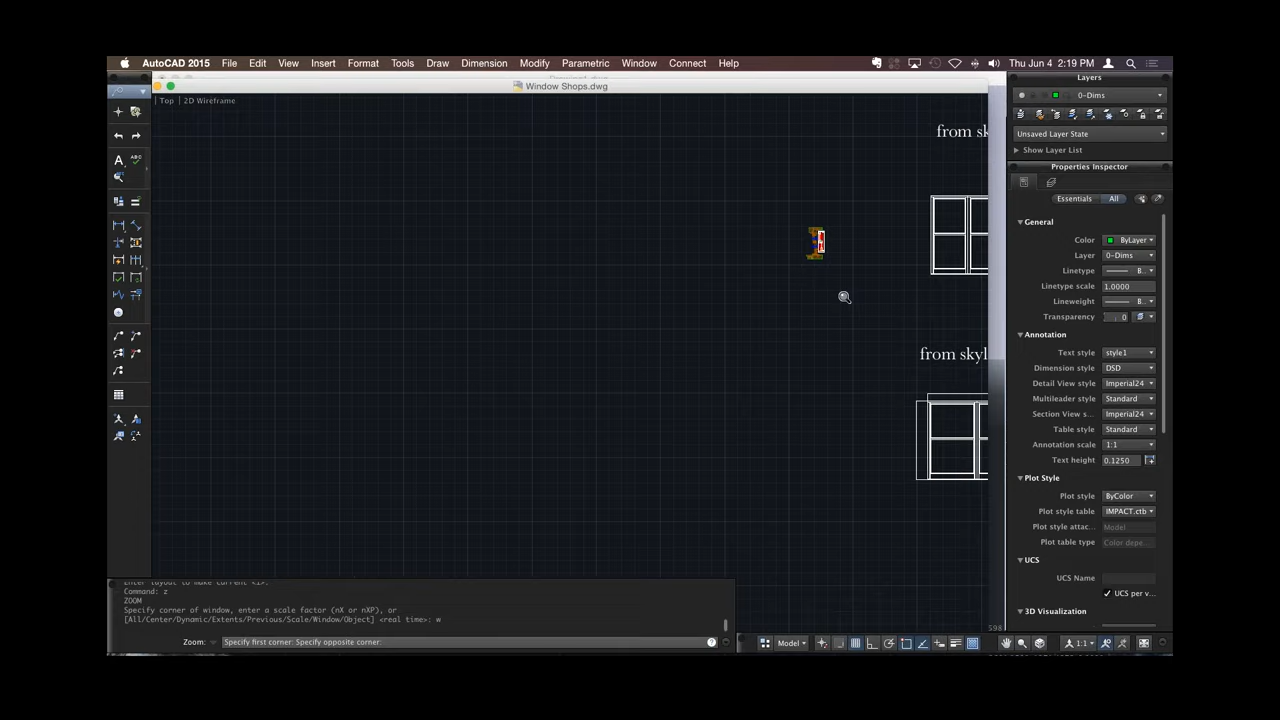 AutoCAD 2015 File Edit View Insert Format Tools Draw Dimension Modify Parametric Window Connect Help Thu Jun 4 2:19 PM
Window Shops.dwg
Top | 2D Wireframe
from sk
from skyl
Layers
0-Dims
Unsaved Layer State
Show Layer List
Properties Inspector
Essentials All
General
Color ByLayer
Layer 0-Dims
Linetype B...
Linetype scale 1.0000
Lineweight B...
Transparency 0
Annotation
Text style style1
Dimension style DSD
Detail View style Imperial24
Multileader style Standard
Section View s... Imperial24
Table style Standard
Annotation scale 1:1
Text height 0.1250
Plot Style
Plot style ByColor
Plot style table IMPACT.ctb
Plot style attac... Model
Plot table type Color depe...
UCS
UCS Name
UCS per v...
3D Visualization
Enter layout to make current <1>:
Command: z
ZOOM
Specify corner of window, enter a scale factor (nX or nXP), or
[All/Center/Dynamic/Extents/Previous/Scale/Window/Object] <real time>: w
Zoom: Specify first corner: Specify opposite corner:
Model
1:1